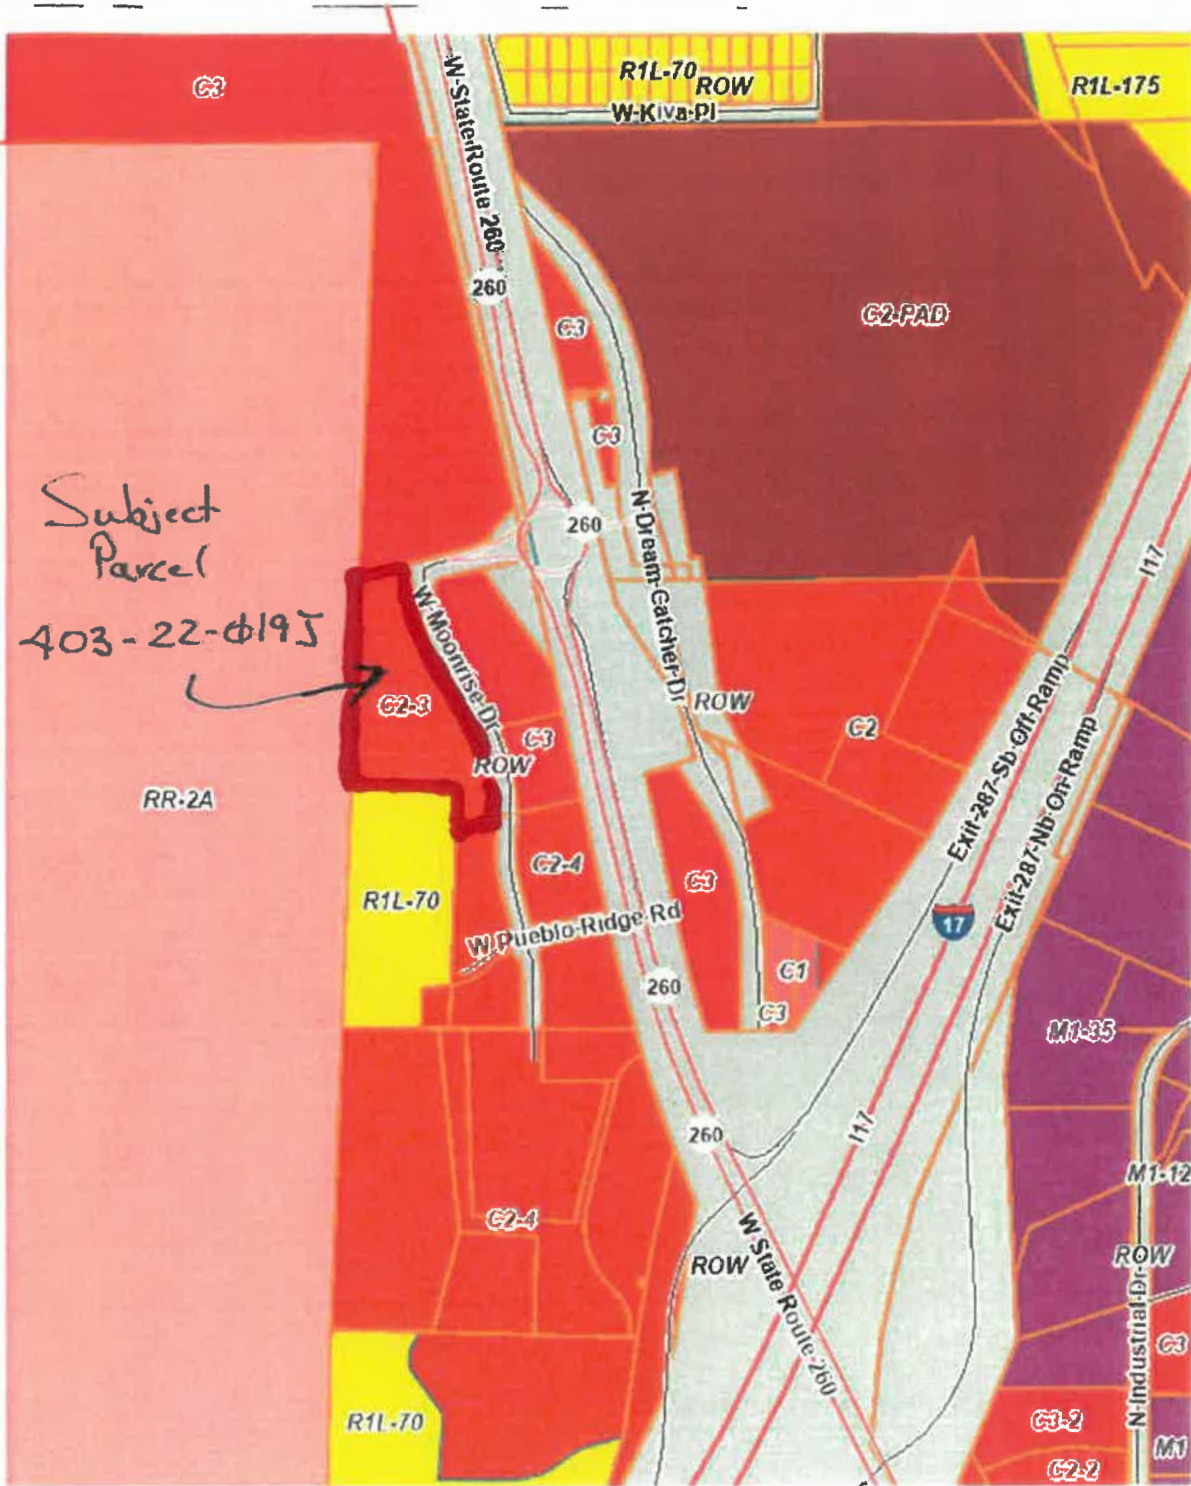 C3
W-State-Route 260
R1L-70
ROW
W-Kiva-Pl
R1L-175
260
C3
C2-PAD
C3
260
N-Dream-Catcher-Dr
I17
Subject
Parcel
403-22-019J
W-Moonrise-Dr
C2-3
ROW
C3
ROW
C2
Exit-287-Sb-Off-Ramp
Exit-287-Nb-On-Ramp
RR-2A
C2-4
C3
R1L-70
W Pueblo-Ridge-Rd
17
260
C1
C3
M1-35
I17
260
M1-12
C2-4
ROW
W State Route-260
ROW
N-Industrial-Dr
C3
R1L-70
C3-2
M1
C2-2